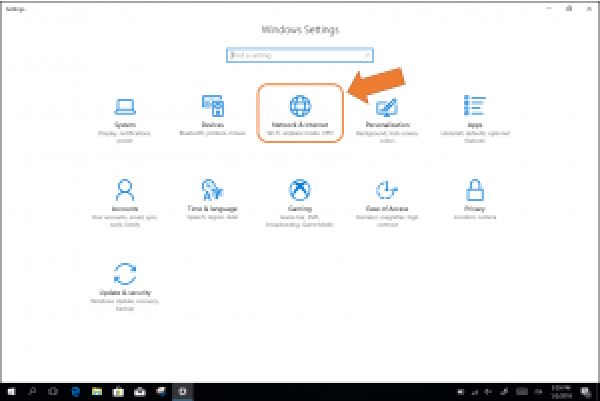 Settings
Windows Settings
Find a setting
System
Display, notifications,
power
Devices
Bluetooth, printers, mouse
Network & Internet
Wi-Fi, airplane mode, VPN
Personalization
Background, lock screen,
colors
Apps
Uninstall, defaults, optional
features
Accounts
Your accounts, email, sync,
work, family
Time & language
Speech, region, date
Gaming
Game bar, DVR,
broadcasting, Game Mode
Ease of Access
Narrator, magnifier, high
contrast
Privacy
Location, camera
Update & security
Windows Update, recovery,
backup